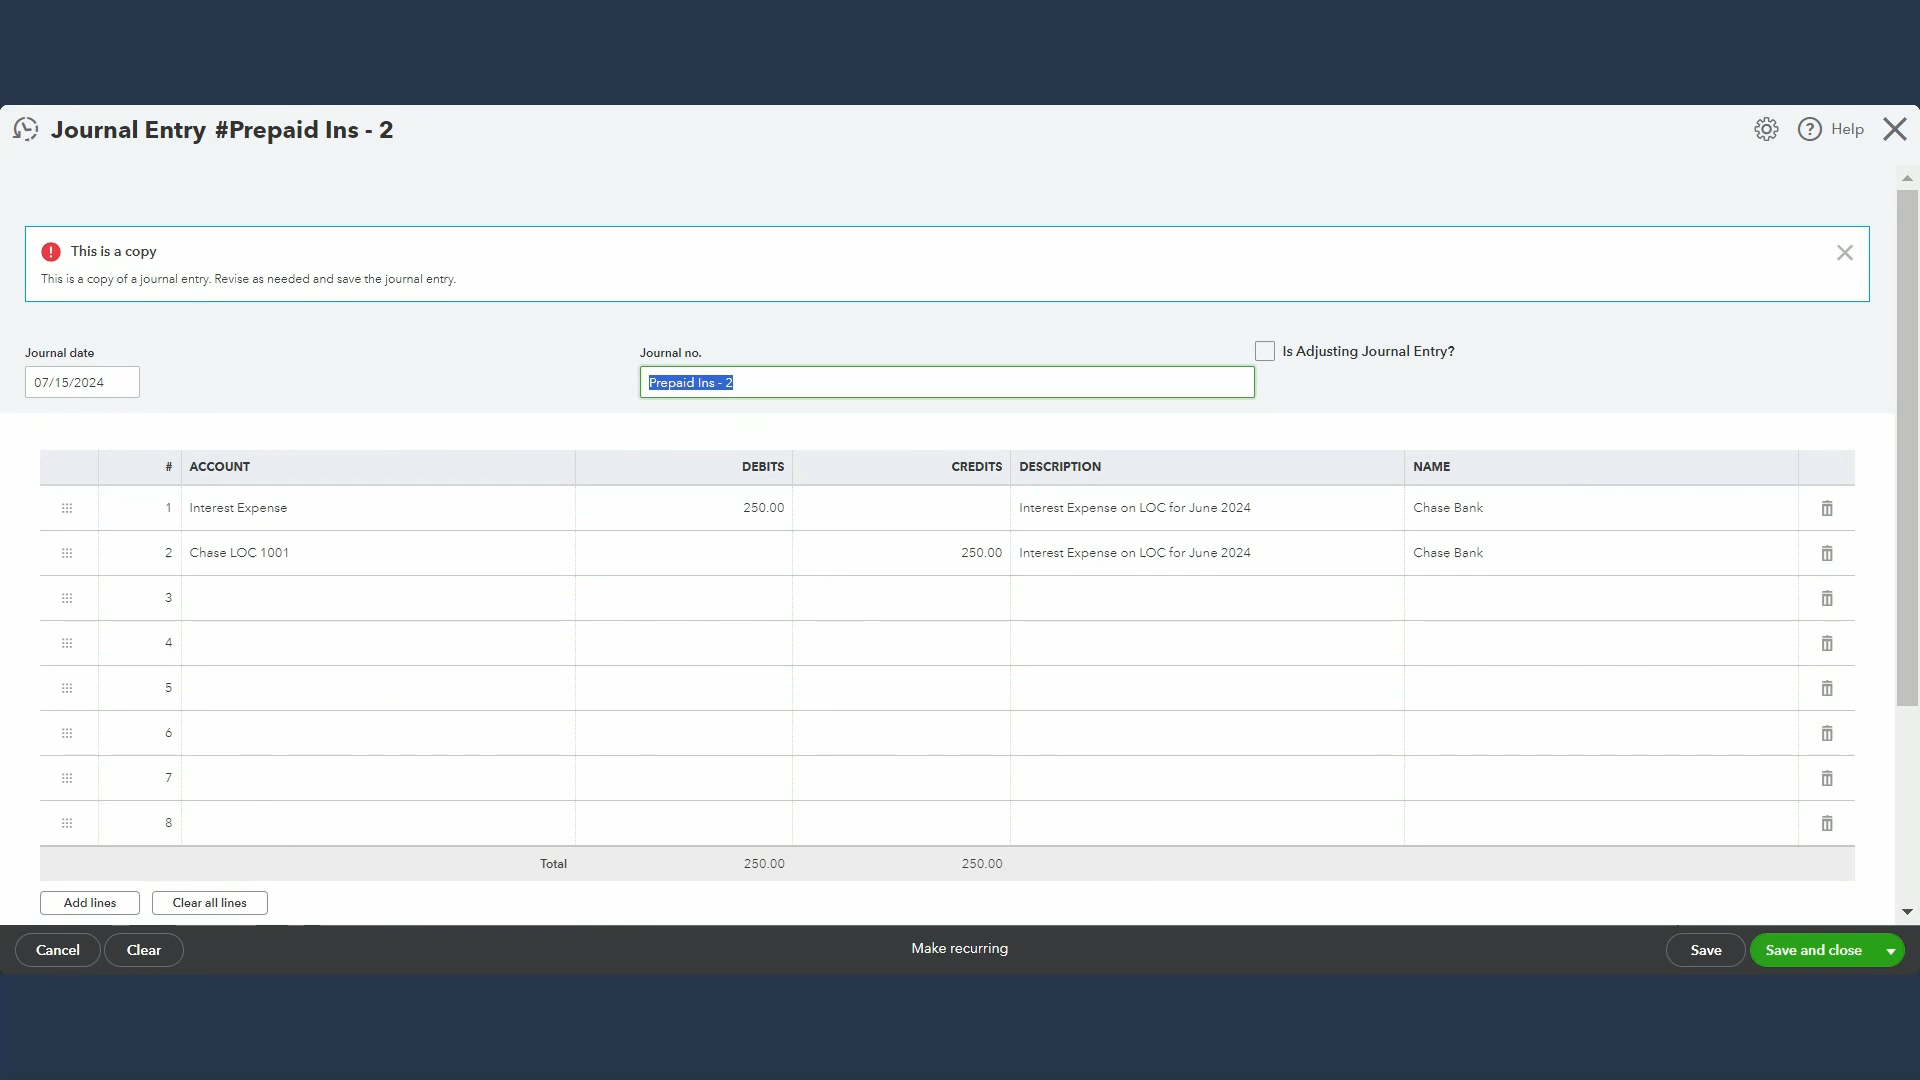 Journal Entry #Prepaid Ins - 2
Help
This is a copy
This is a copy of a journal entry. Revise as needed and save the journal entry.
Journal date
Journal no.
Is Adjusting Journal Entry?
07/15/2024
Prepaid Ins - 2
# ACCOUNT DEBITS CREDITS DESCRIPTION NAME
1 Interest Expense 250.00 Interest Expense on LOC for June 2024 Chase Bank
2 Chase LOC 1001 250.00 Interest Expense on LOC for June 2024 Chase Bank
3
4
5
6
7
8
Total 250.00 250.00
Add lines Clear all lines
Cancel Clear Make recurring Save Save and close